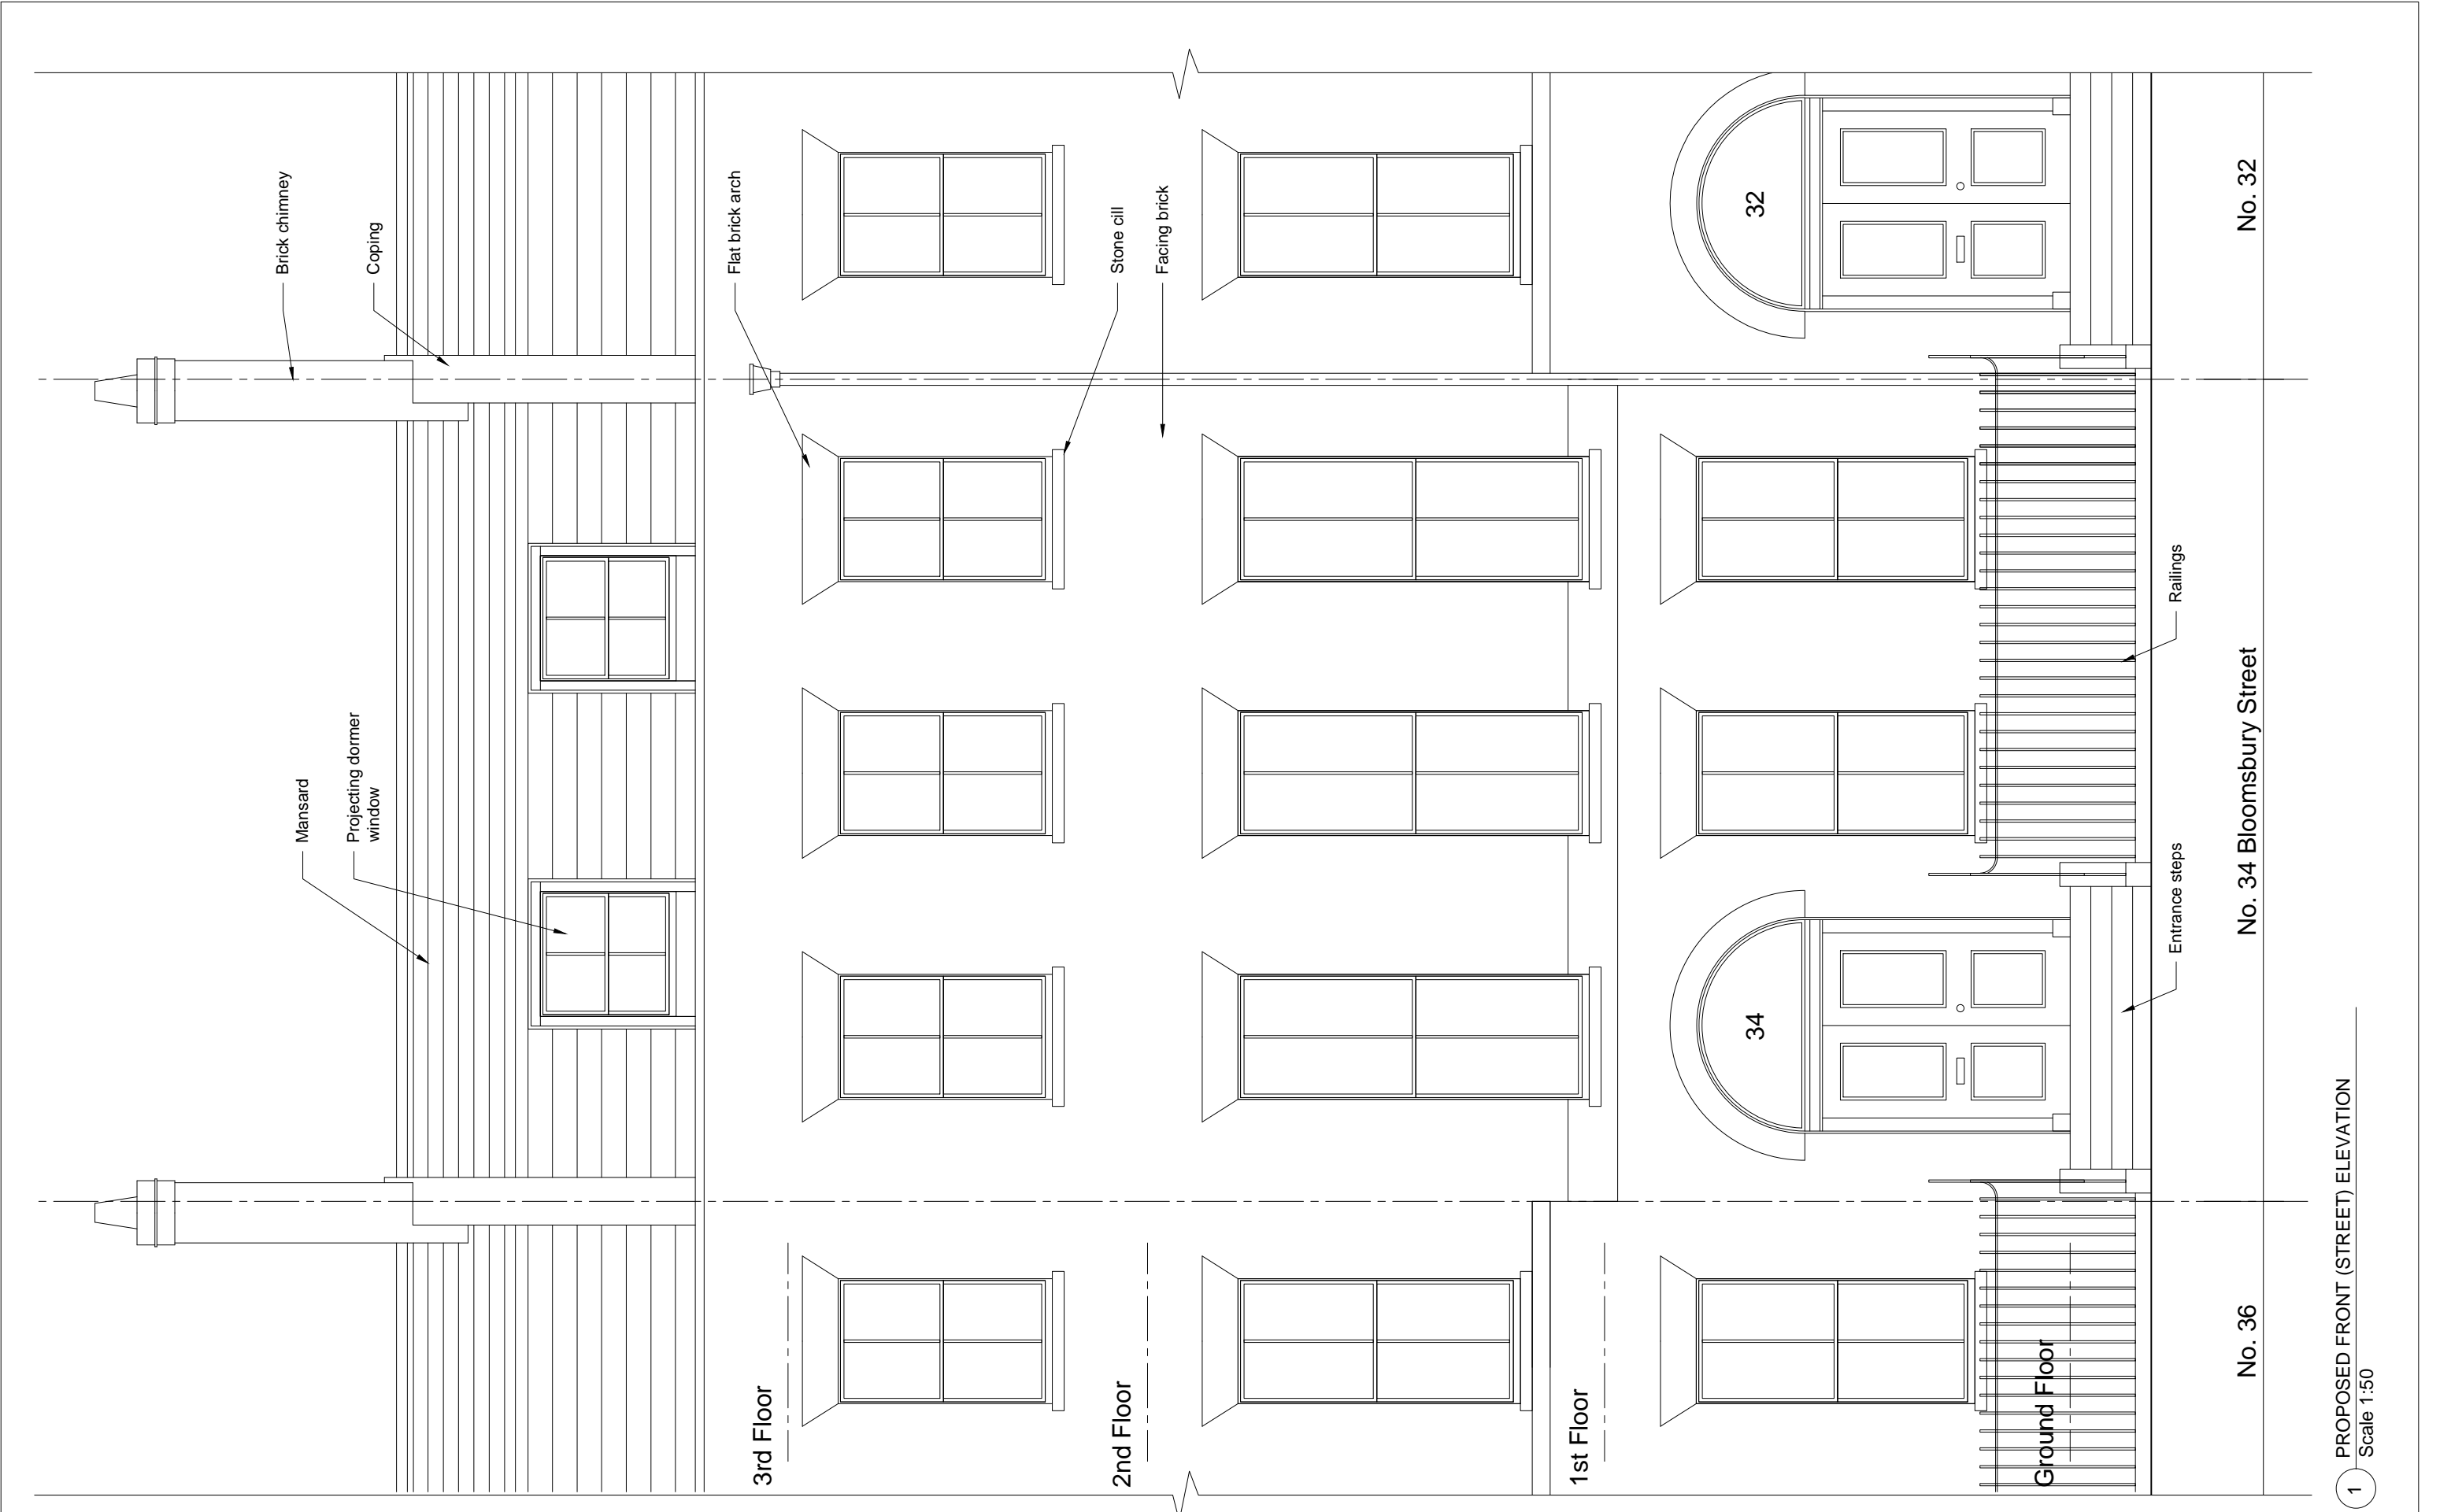 Brick chimney
Coping
Mansard
Projecting dormer
window
Flat brick arch
Stone cill
Facing brick
3rd Floor
2nd Floor
1st Floor
Ground Floor
34
32
Railings
Entrance steps
No. 36
No. 34 Bloomsbury Street
No. 32
1
PROPOSED FRONT (STREET) ELEVATION
Scale 1:50